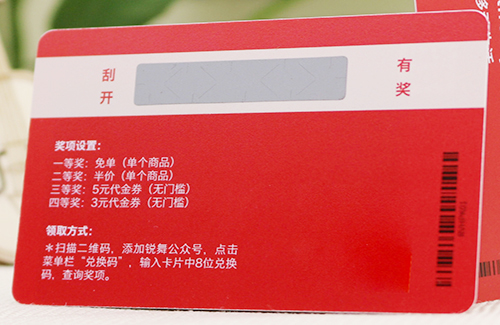 刮 有
开 奖
奖项设置：
一等奖：免单（单个商品）
二等奖：半价（单个商品）
三等奖：5元代金券（无门槛）
四等奖：3元代金券（无门槛）
领取方式：
＊扫描二维码，添加锐舞公众号，点击
菜单栏“兑换码”，输入卡片中8位兑换
码，查询奖项。